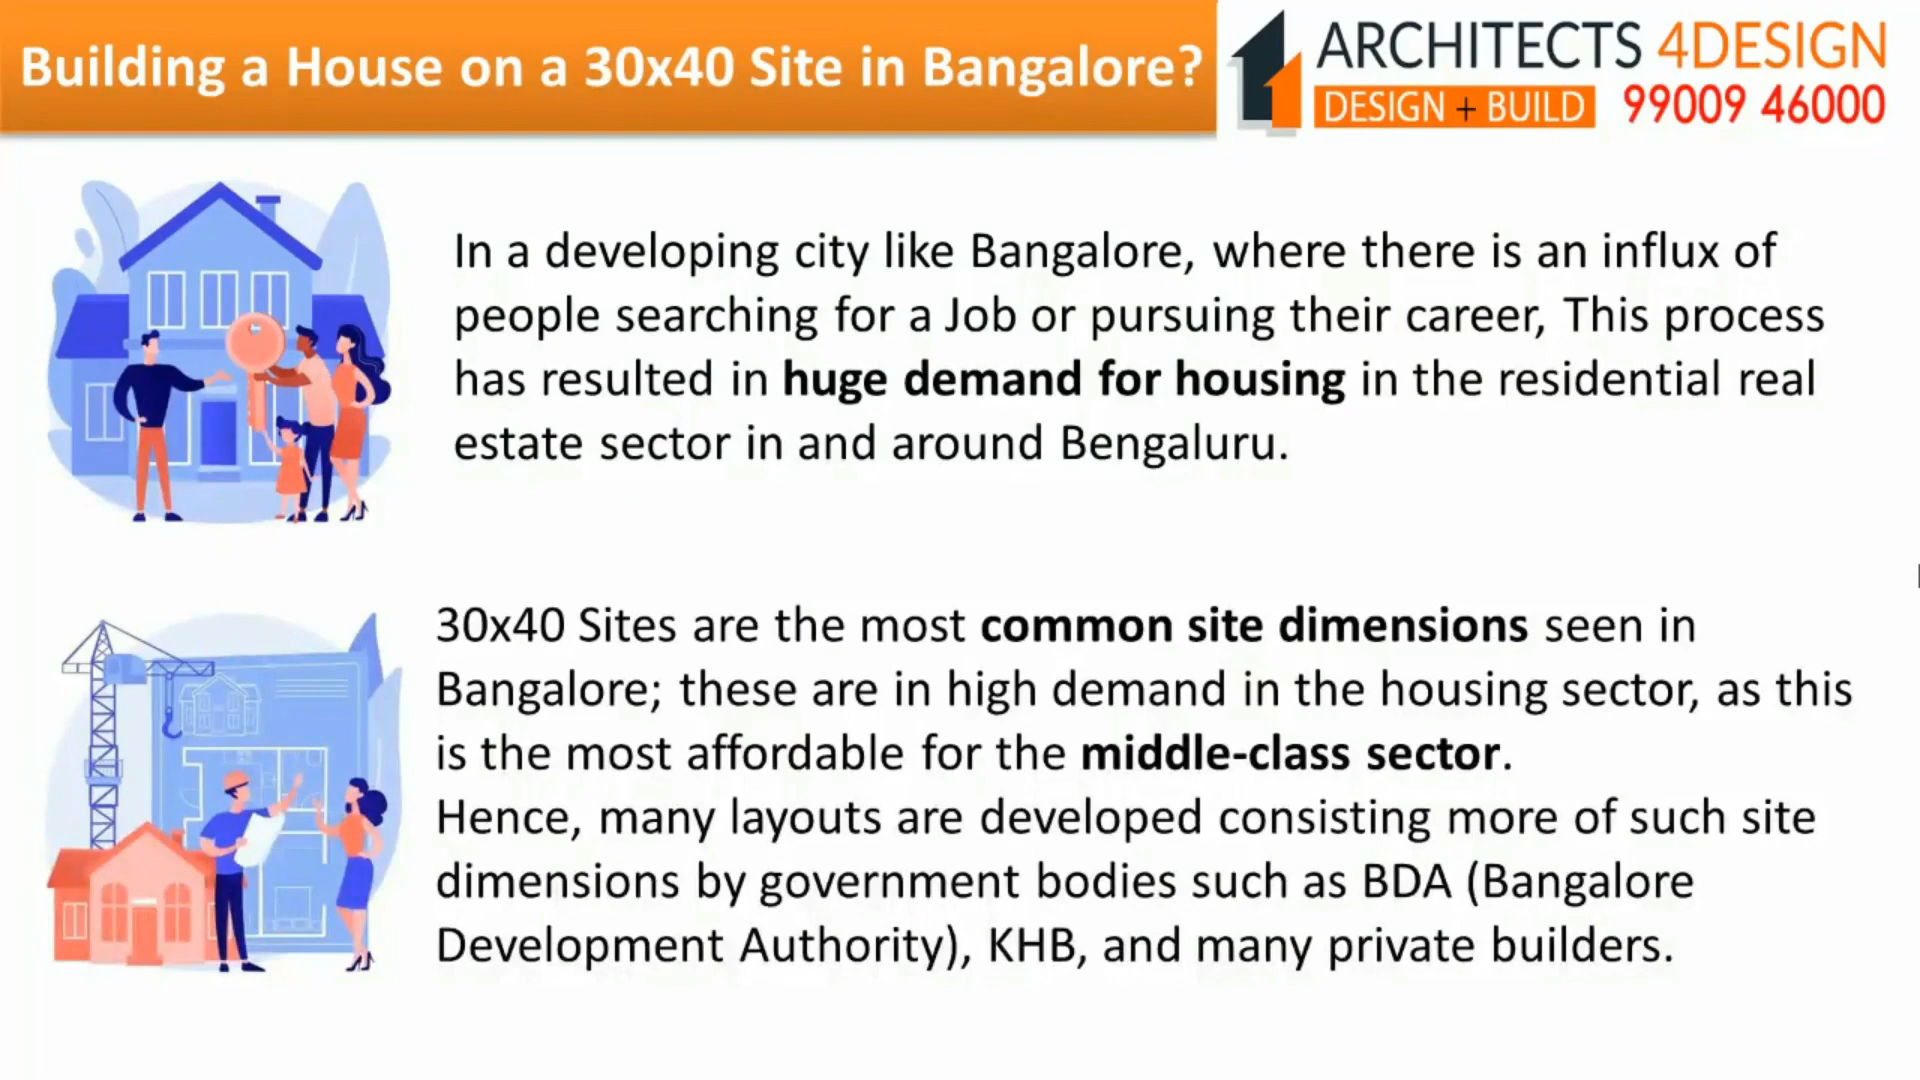 Building a House on a 30x40 Site in Bangalore?
ARCHITECTS 4DESIGN
DESIGN + BUILD 99009 46000
In a developing city like Bangalore, where there is an influx of
people searching for a Job or pursuing their career, This process
has resulted in huge demand for housing in the residential real
estate sector in and around Bengaluru.
30x40 Sites are the most common site dimensions seen in
Bangalore; these are in high demand in the housing sector, as this
is the most affordable for the middle-class sector.
Hence, many layouts are developed consisting more of such site
dimensions by government bodies such as BDA (Bangalore
Development Authority), KHB, and many private builders.